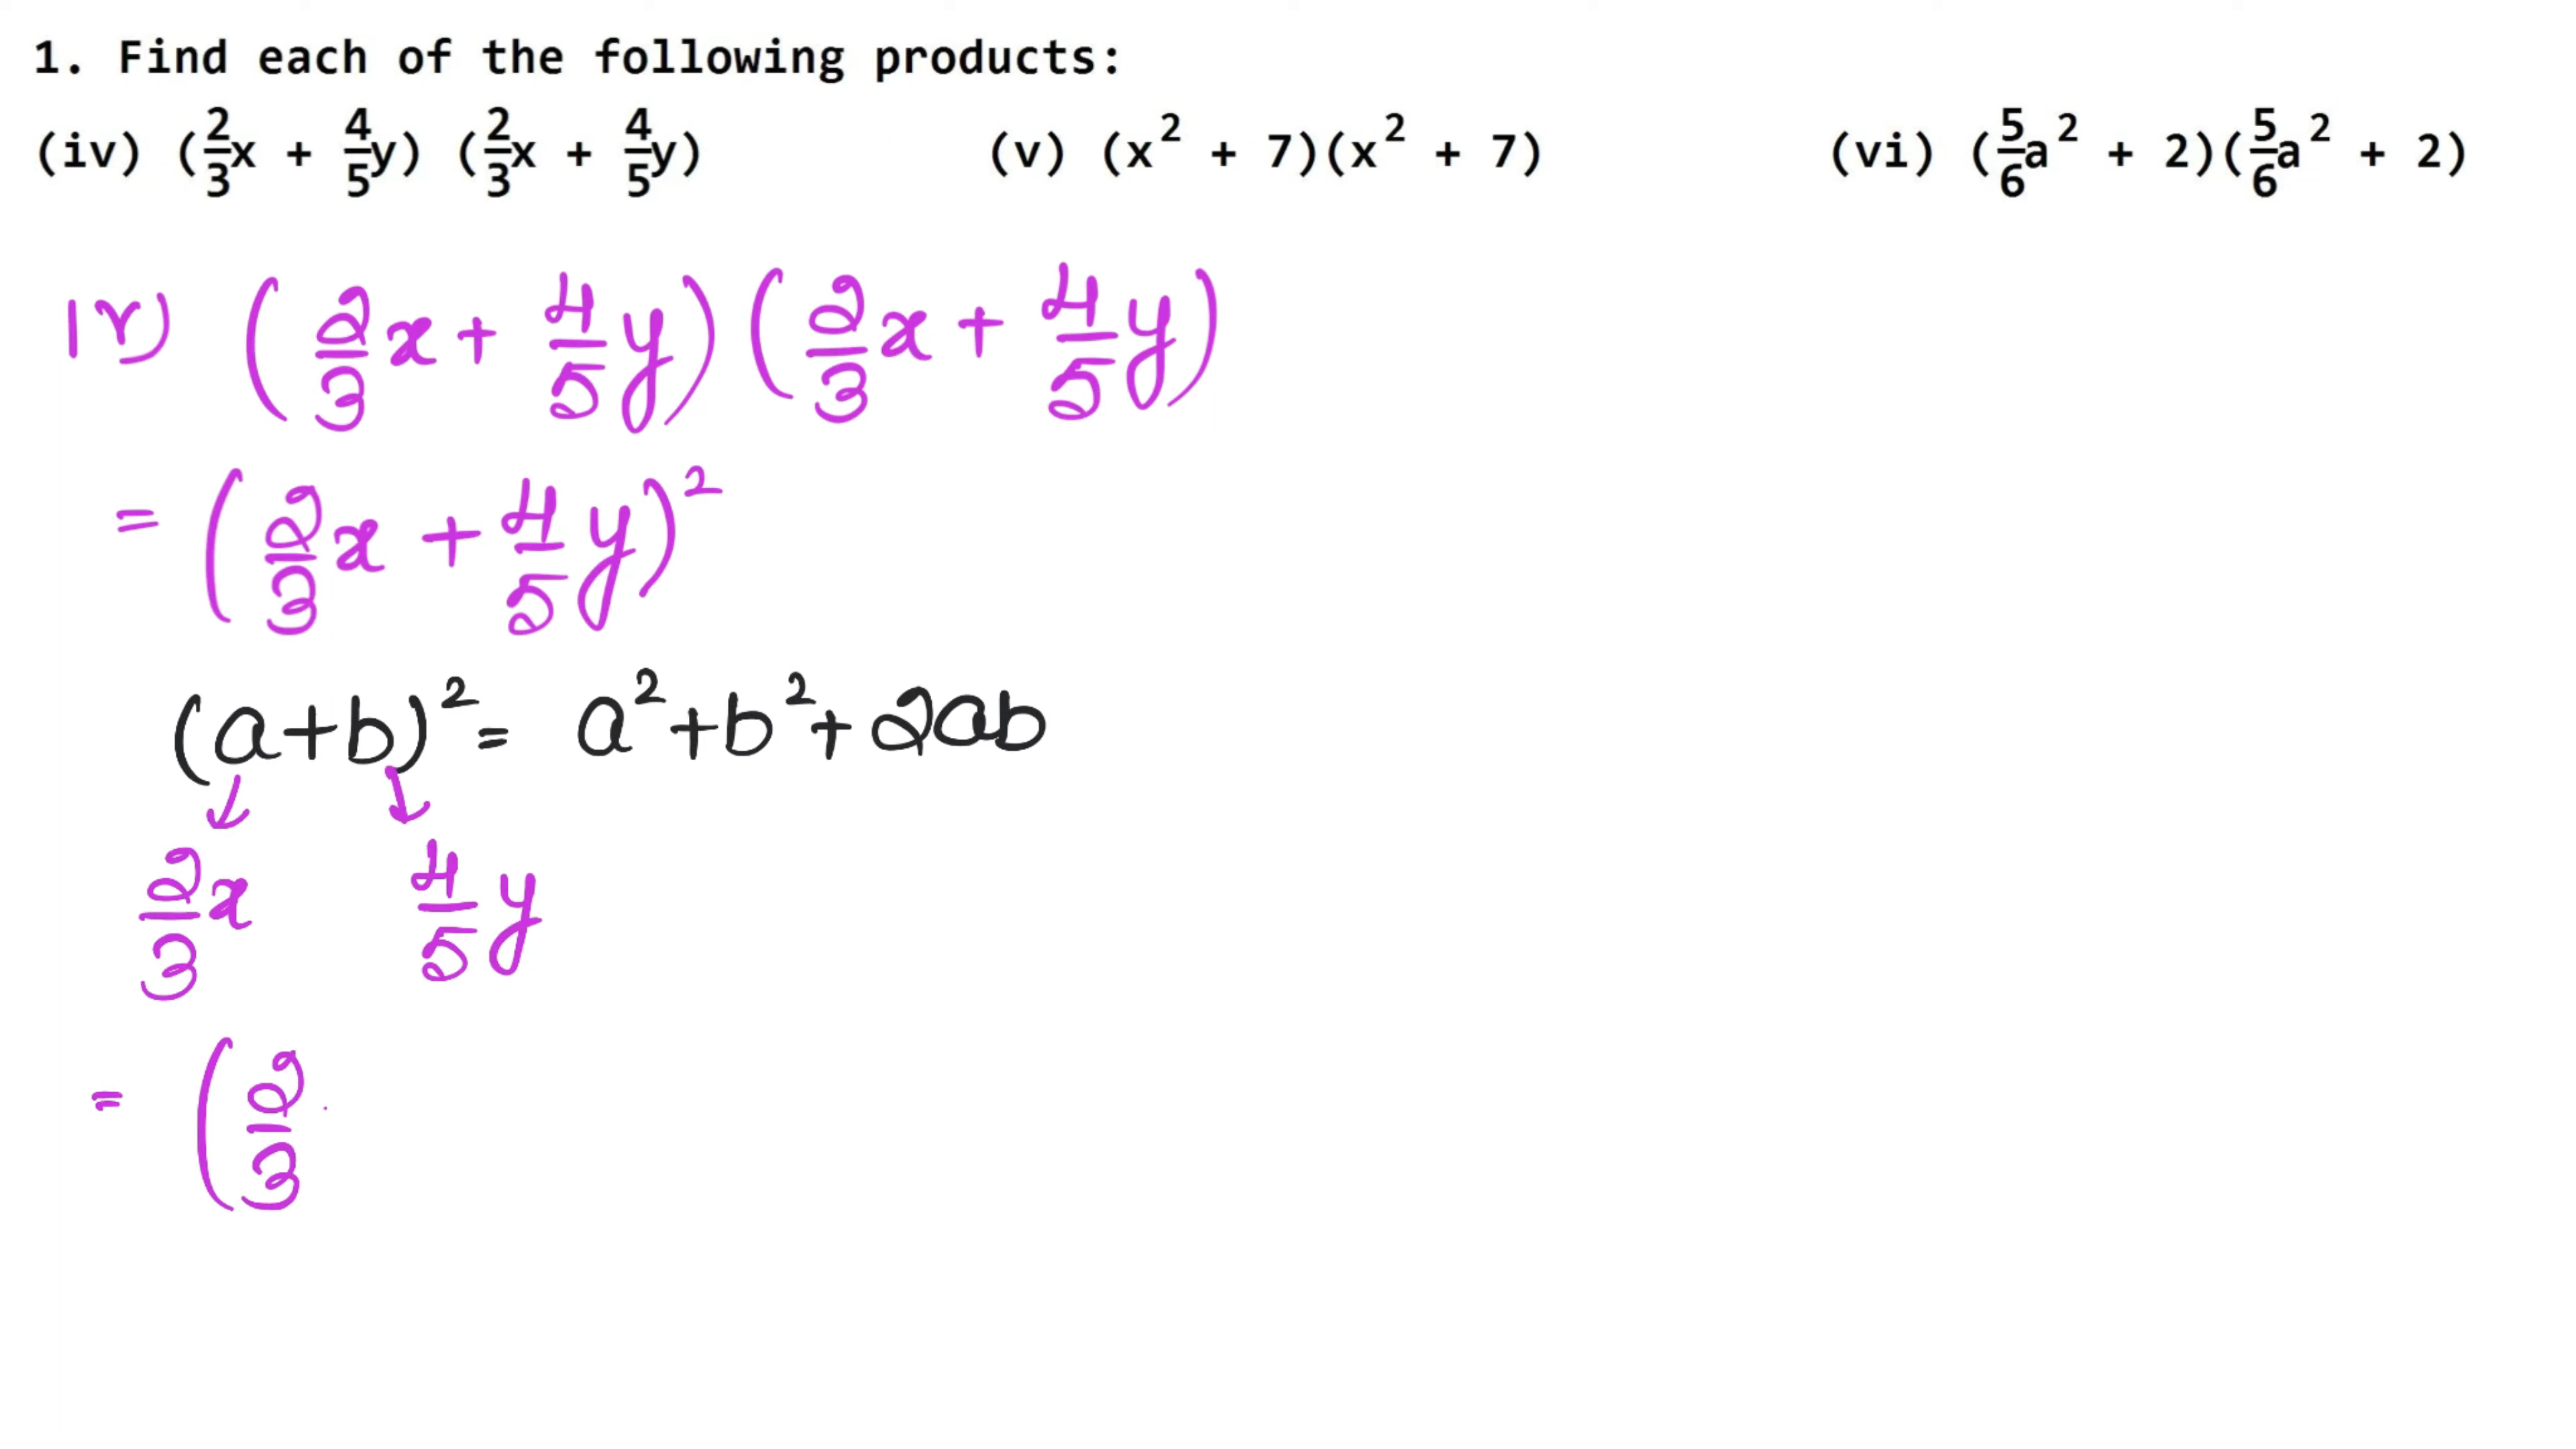 1. Find each of the following products:
(iv) (2/3x + 4/5y) (2/3x + 4/5y) (v) (x² + 7)(x² + 7) (vi) (5/6a² + 2)(5/6a² + 2)
iv) (2/3x + 4/5y)(2/3x + 4/5y)
= (2/3x + 4/5y)²
(a+b)² = a²+b²+2ab
2/3x 4/5y
= (2/3